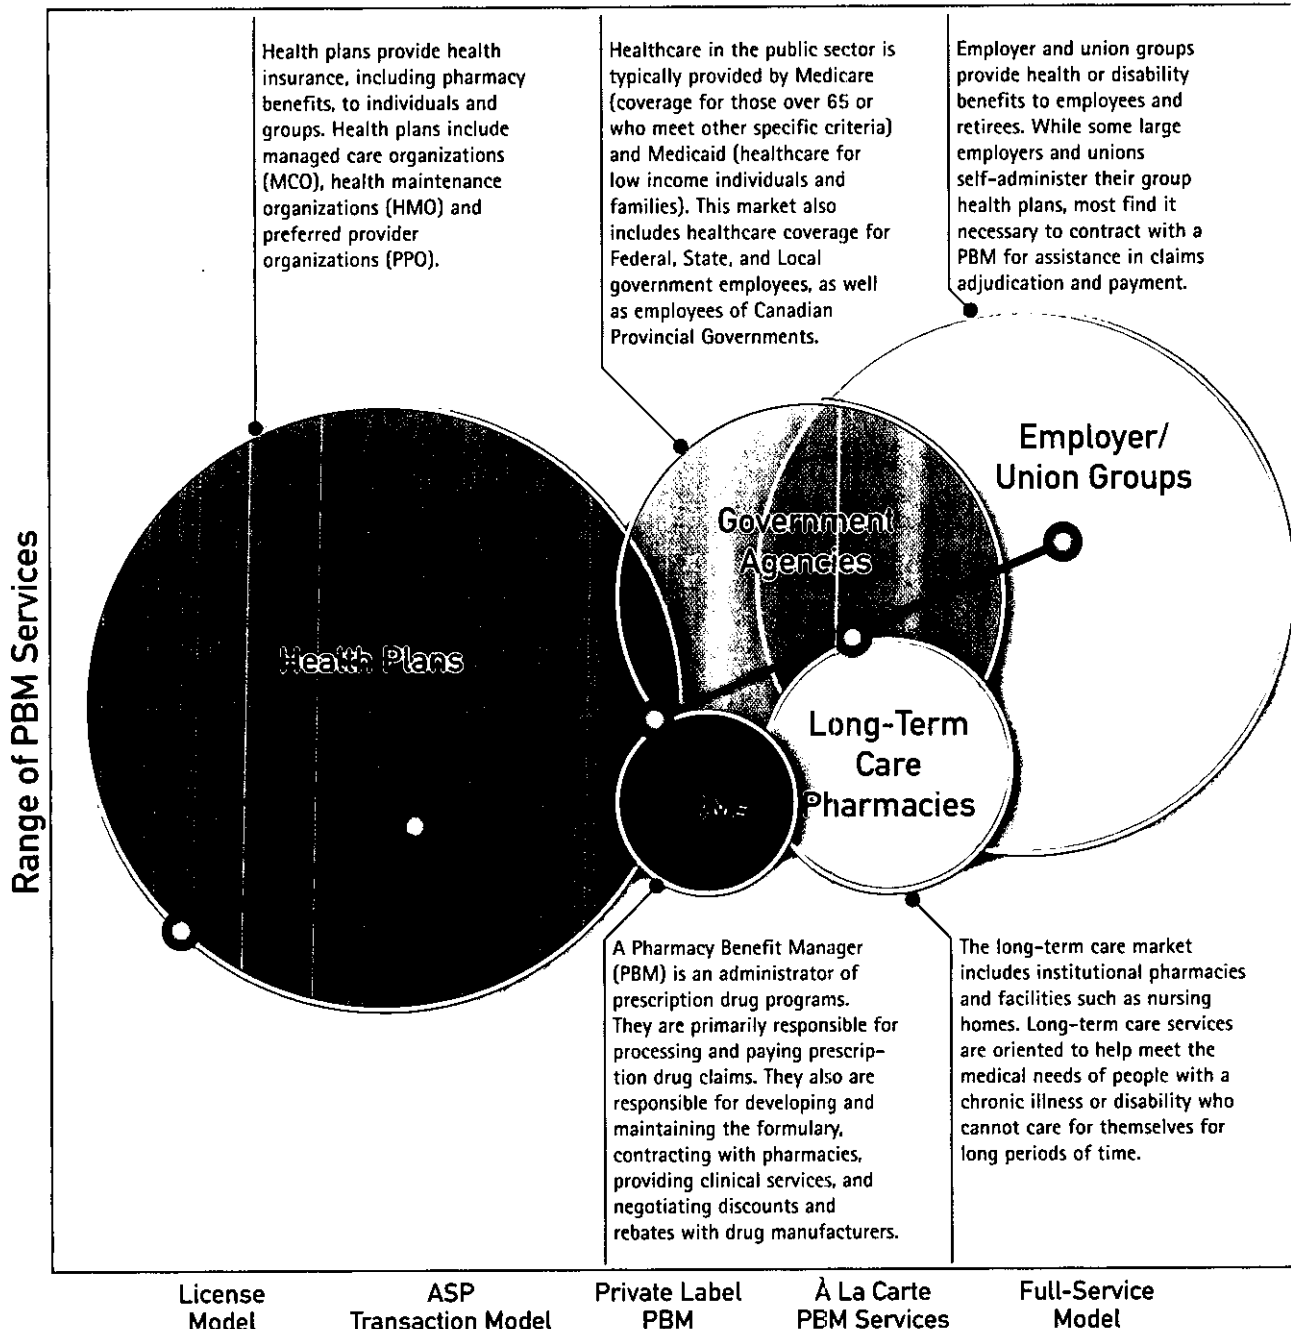 Health plans provide health
insurance, including pharmacy
benefits, to individuals and
groups. Health plans include
managed care organizations
(MCO), health maintenance
organizations (HMO) and
preferred provider
organizations (PPO).
Healthcare in the public sector is
typically provided by Medicare
(coverage for those over 65 or
who meet other specific criteria)
and Medicaid (healthcare for
low income individuals and
families). This market also
includes healthcare coverage for
Federal, State, and Local
government employees, as well
as employees of Canadian
Provincial Governments.
Employer and union groups
provide health or disability
benefits to employees and
retirees. While some large
employers and unions
self-administer their group
health plans, most find it
necessary to contract with a
PBM for assistance in claims
adjudication and payment.
Employer/
Union Groups
Government
Agencies
Health Plans
Long-Term
Care
Pharmacies
Range of PBM Services
A Pharmacy Benefit Manager
(PBM) is an administrator of
prescription drug programs.
They are primarily responsible for
processing and paying prescrip-
tion drug claims. They also are
responsible for developing and
maintaining the formulary,
contracting with pharmacies,
providing clinical services, and
negotiating discounts and
rebates with drug manufacturers.
The long-term care market
includes institutional pharmacies
and facilities such as nursing
homes. Long-term care services
are oriented to help meet the
medical needs of people with a
chronic illness or disability who
cannot care for themselves for
long periods of time.
License
Model
ASP
Transaction Model
Private Label
PBM
À La Carte
PBM Services
Full-Service
Model